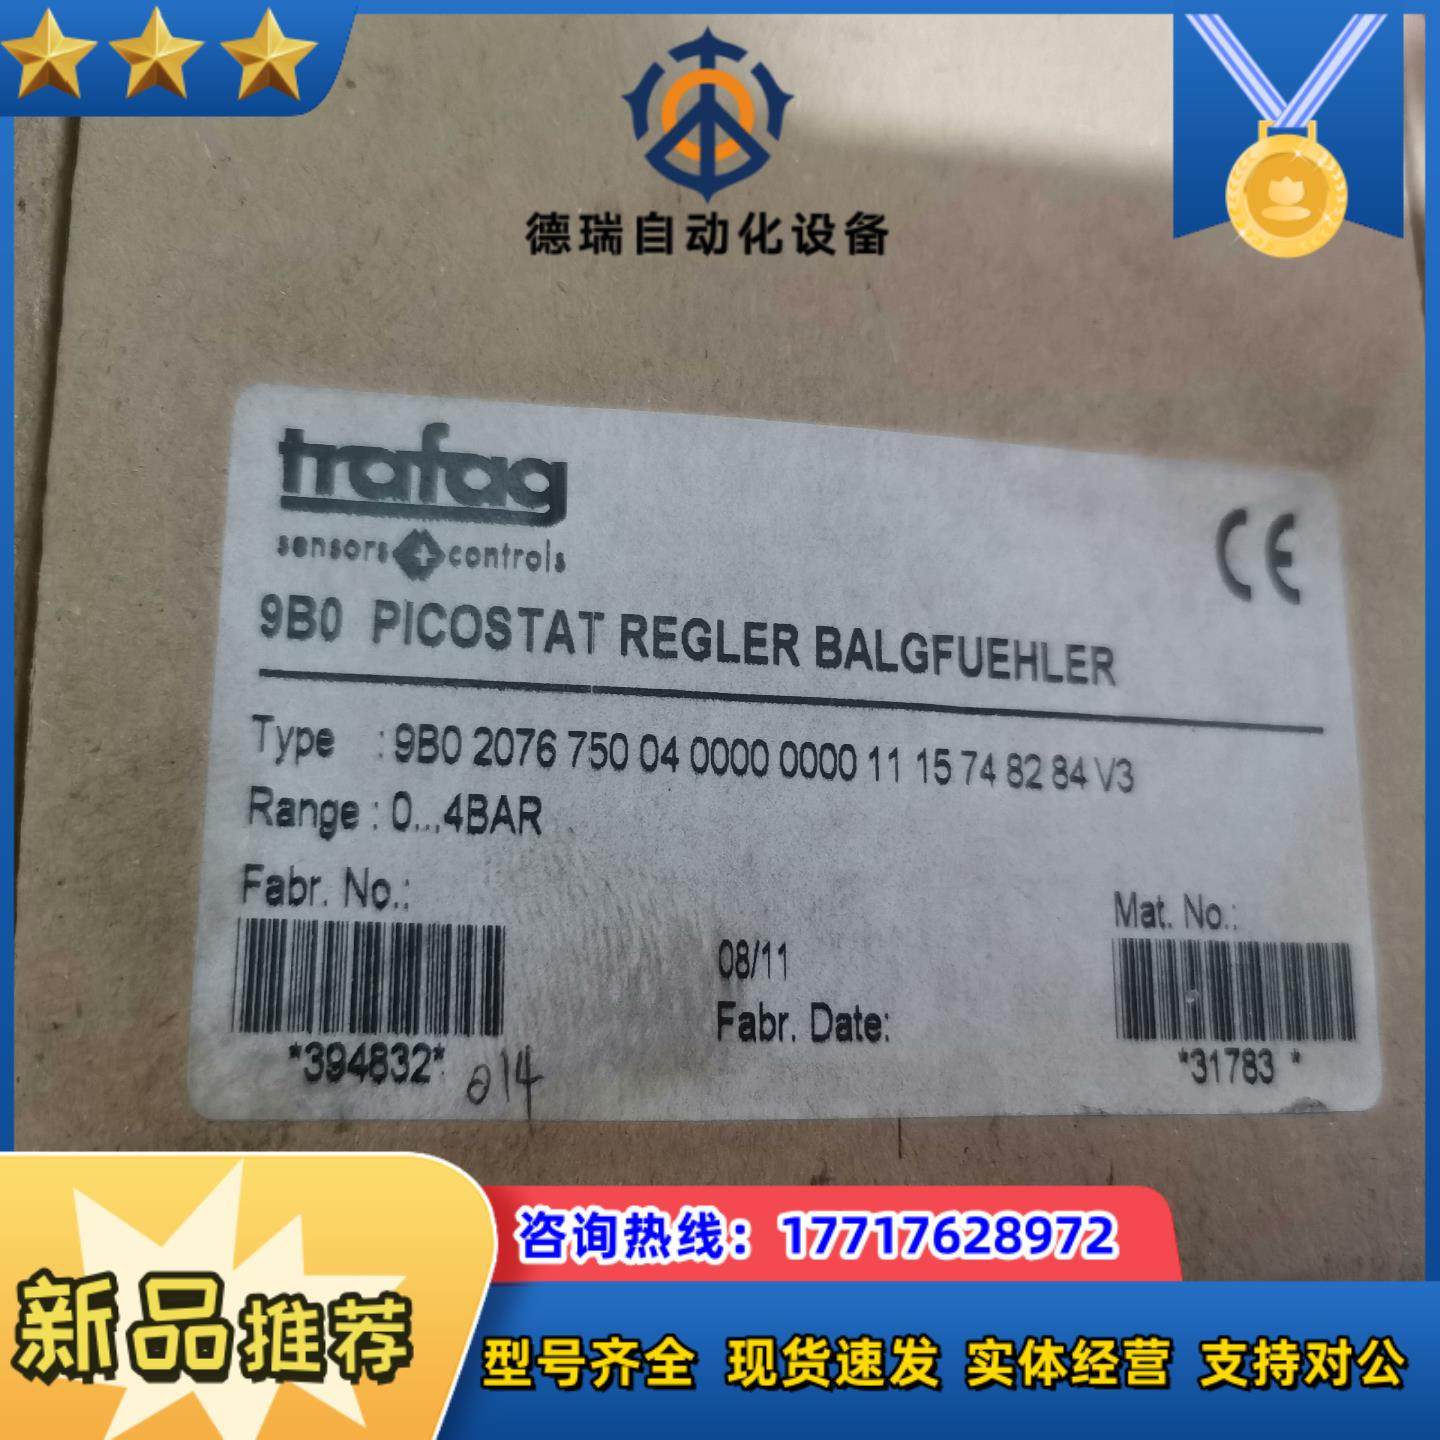 德瑞自动化设备
trafag
sensors + controls
CE
9B0 PICOSTAT REGLER BALGFUEHLER
Type : 9B0 2076 750 04 0000 0000 11 15 74 82 84 V3
Range : 0...4BAR
Fabr. No.:
*394832*
014
08/11
Fabr. Date:
Mat. No.:
*31783 *
咨询热线：17717628972
新品推荐
型号齐全 现货速发 实体经营 支持对公